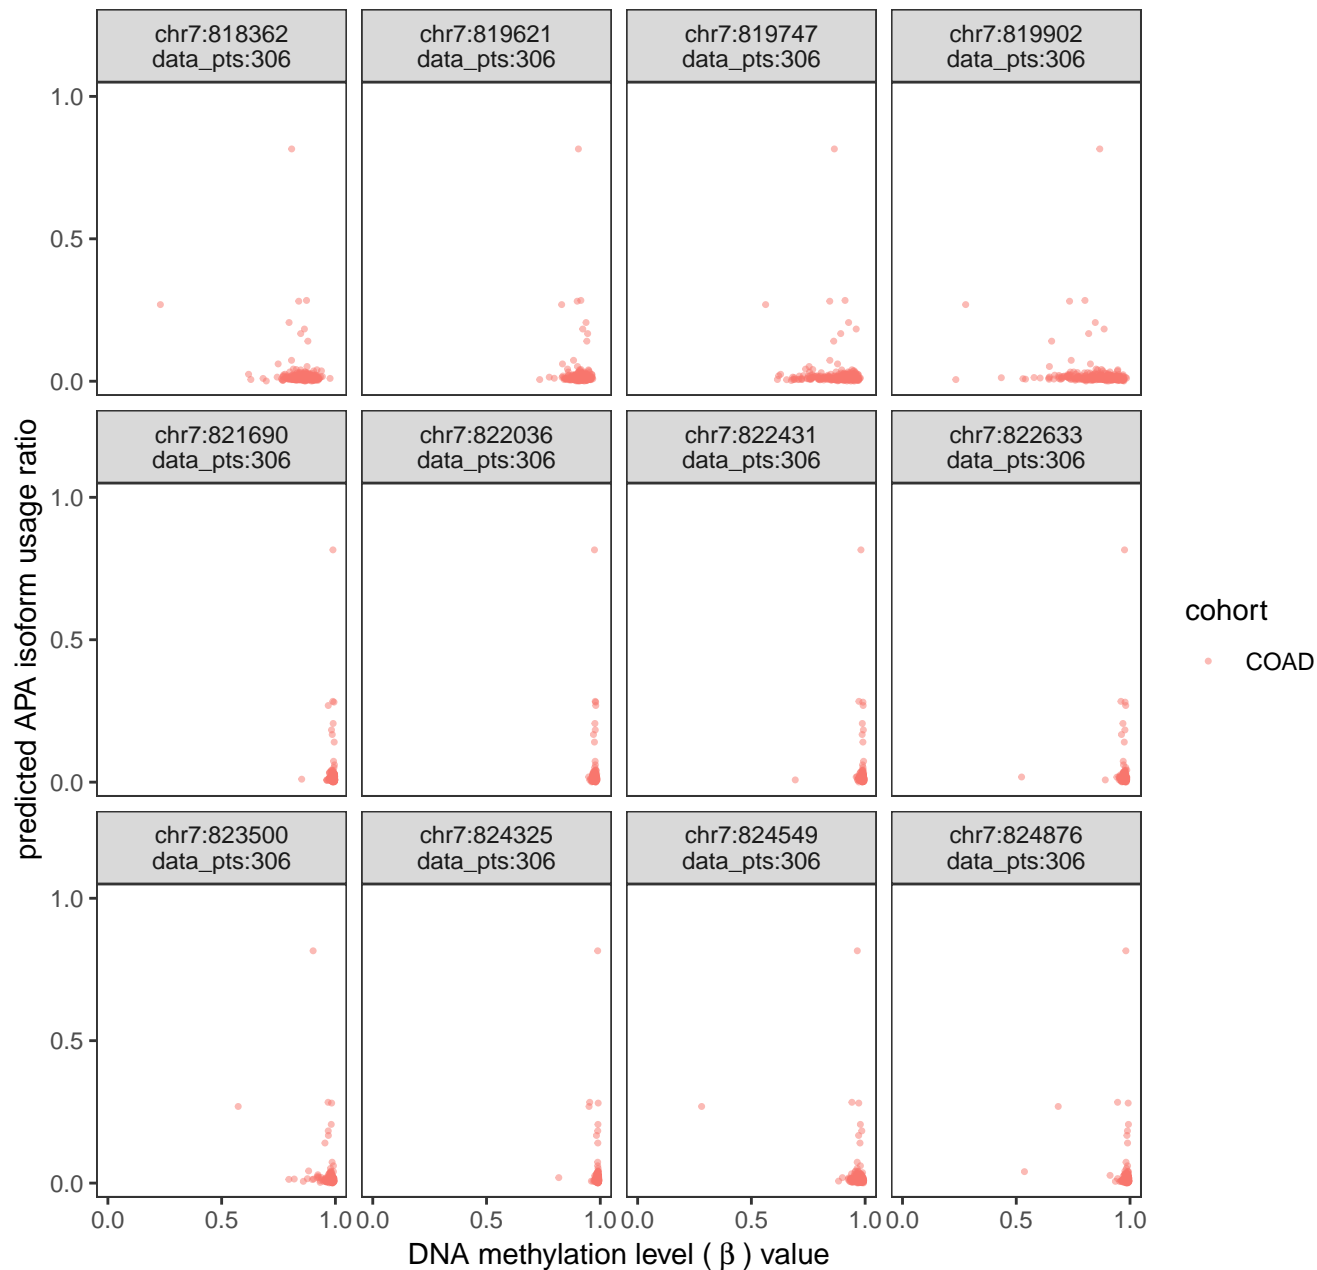 chr7:818362
data_pts:306
chr7:819621
data_pts:306
chr7:819747
data_pts:306
chr7:819902
data_pts:306
1.0
0.5
0.0
chr7:821690
data_pts:306
chr7:822036
data_pts:306
chr7:822431
data_pts:306
chr7:822633
data_pts:306
1.0
0.5
0.0
chr7:823500
data_pts:306
chr7:824325
data_pts:306
chr7:824549
data_pts:306
chr7:824876
data_pts:306
1.0
0.5
0.0
0.0 0.5 1.0
0.0 0.5 1.0
0.0 0.5 1.0
0.0 0.5 1.0
DNA methylation level ( β ) value
predicted APA isoform usage ratio
cohort
COAD